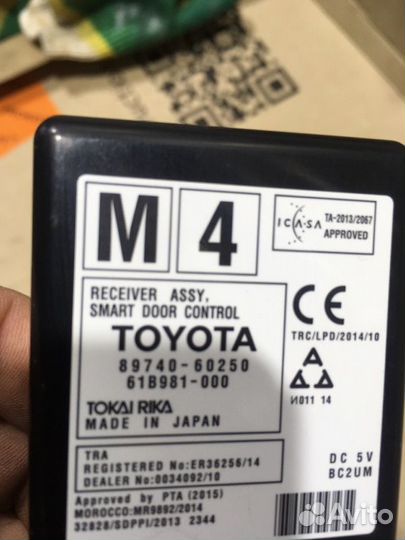 M 4
ICASA
TA-2013/2067
APPROVED
RECEIVER ASSY,
SMART DOOR CONTROL
TOYOTA
89740-60250
61B981-000
TOKAI RIKA
MADE IN JAPAN
CE
TRC/LPD/2014/10
И011 14
TRA
REGISTERED No:ER36256/14
DEALER No:0034092/10
DC 5V
BC2UM
Approved by PTA (2015)
MOROCCO:MR9892/2014
32828/SDPPI/2013 2344
Avito